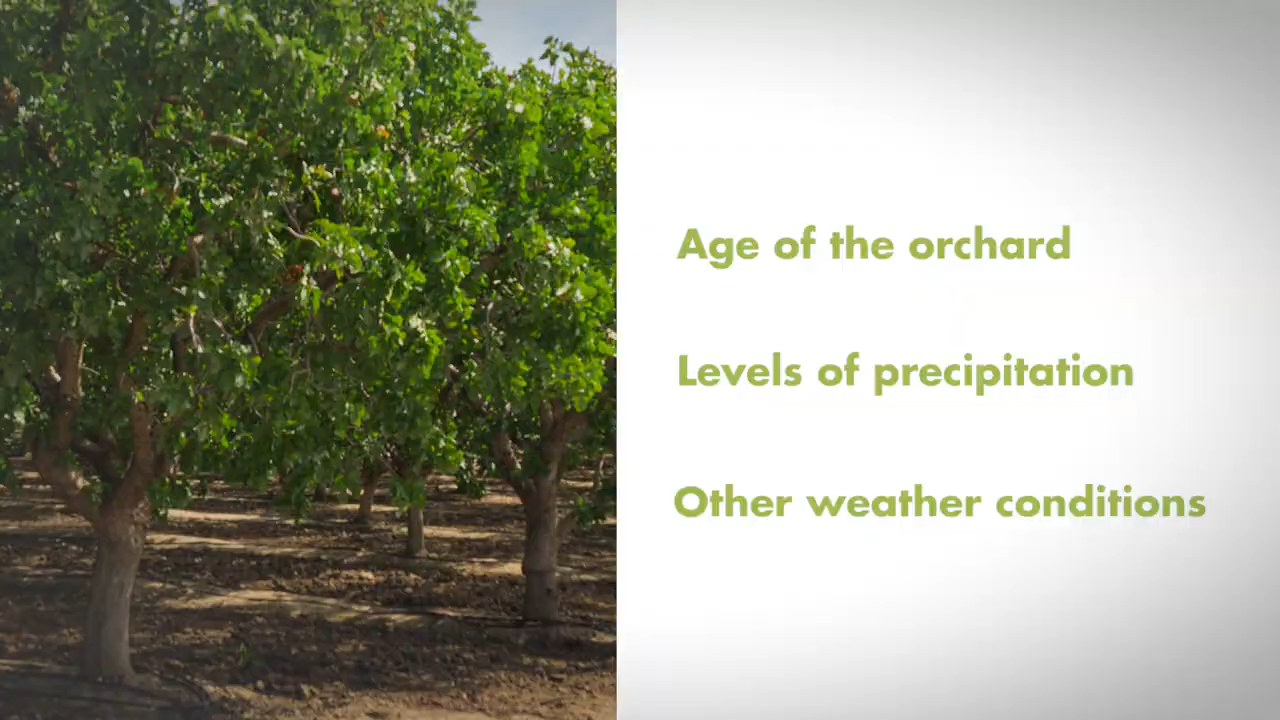 Age of the orchard
Levels of precipitation
Other weather conditions